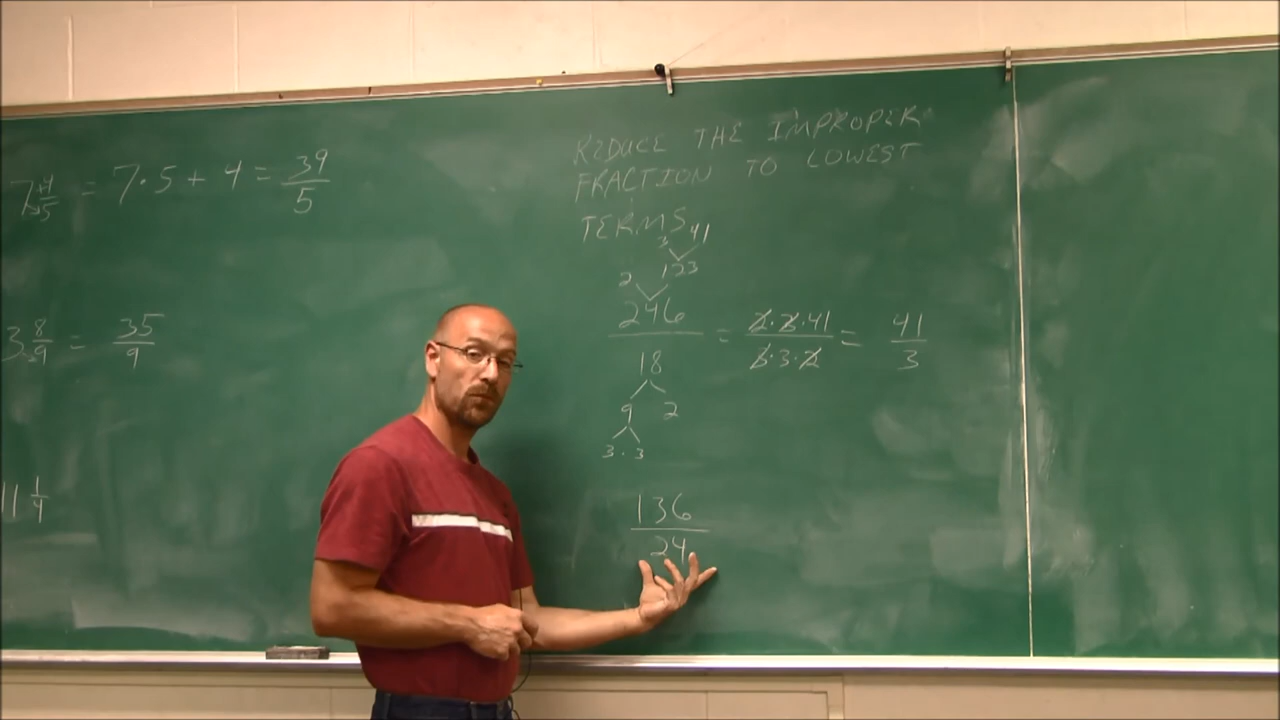 7 4/5 = 7·5 + 4 = 39/5
3 8/9 = 35/9
11 1/4
REDUCE THE IMPROPER
FRACTION TO LOWEST
TERMS
3 41
2 123
246/18 = 2·3·41/3·3·2 = 41/3
9 2
3 · 3
136/24